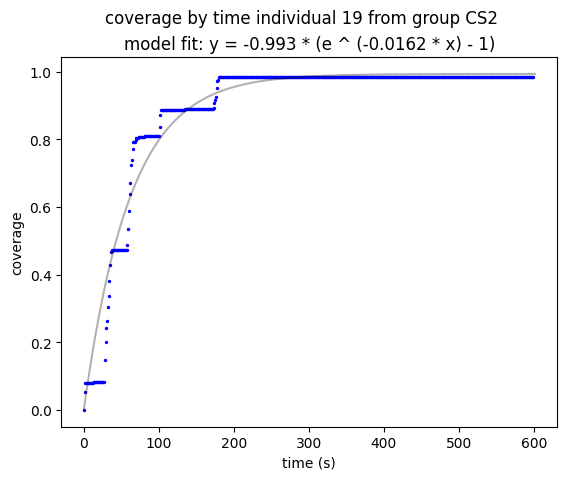 coverage by time individual 19 from group CS2
model fit: y = -0.993 * (e ^ (-0.0162 * x) - 1)
1.0
0.8
0.6
0.4
0.2
0.0
coverage
0 100 200 300 400 500 600
time (s)